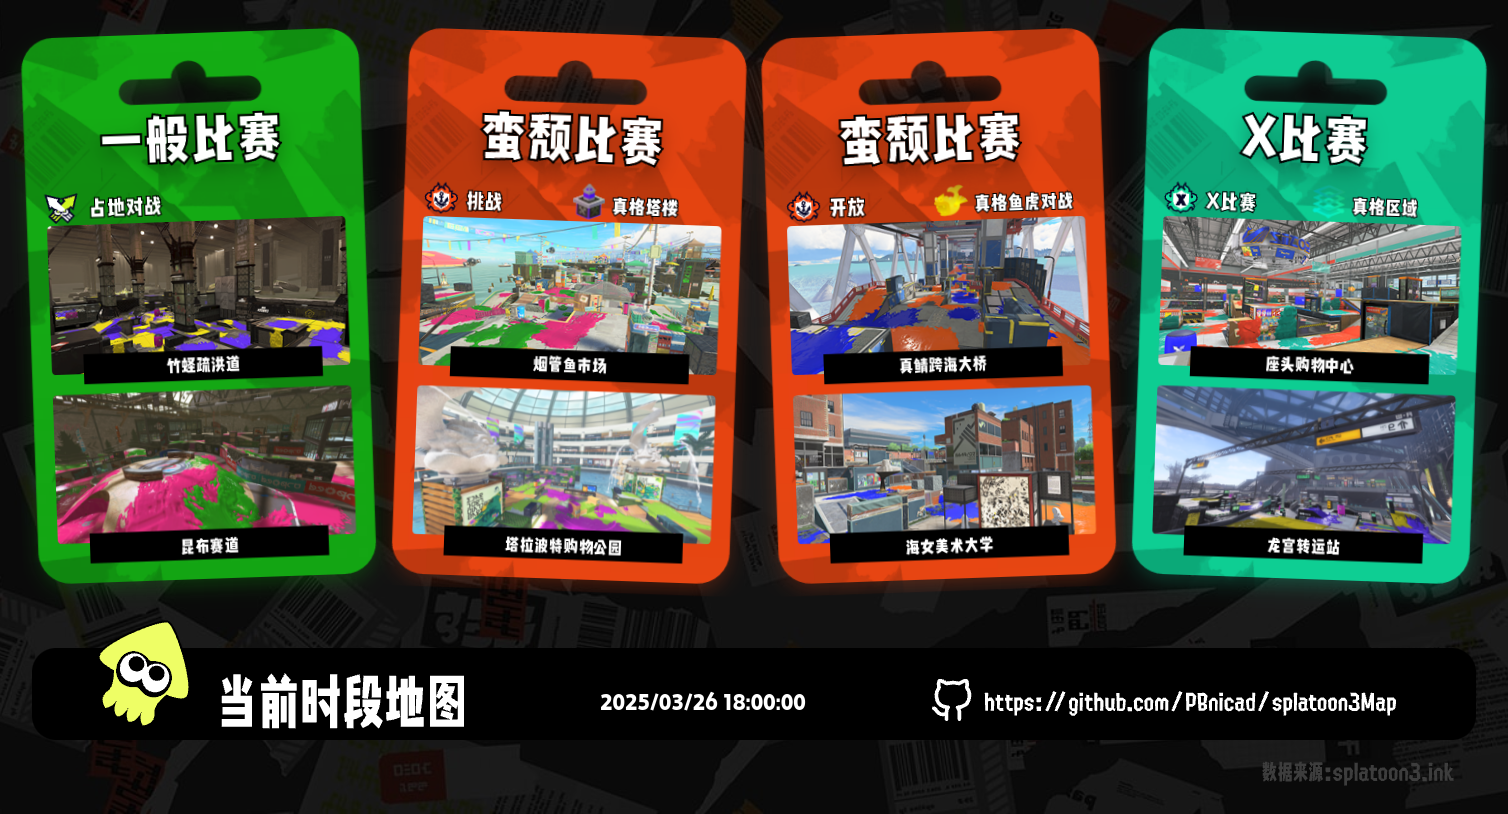 一般比赛
占地对战
竹蛏疏洪道
昆布赛道
蛮颓比赛
挑战
真格塔楼
烟管鱼市场
塔拉波特购物公园
蛮颓比赛
开放
真格鱼虎对战
真鲭跨海大桥
海女美术大学
X比赛
X比赛
真格区域
座头购物中心
龙宫转运站
当前时段地图
2025/03/26 18:00:00
https://github.com/PBnicad/splatoon3Map
数据来源:splatoon3.ink